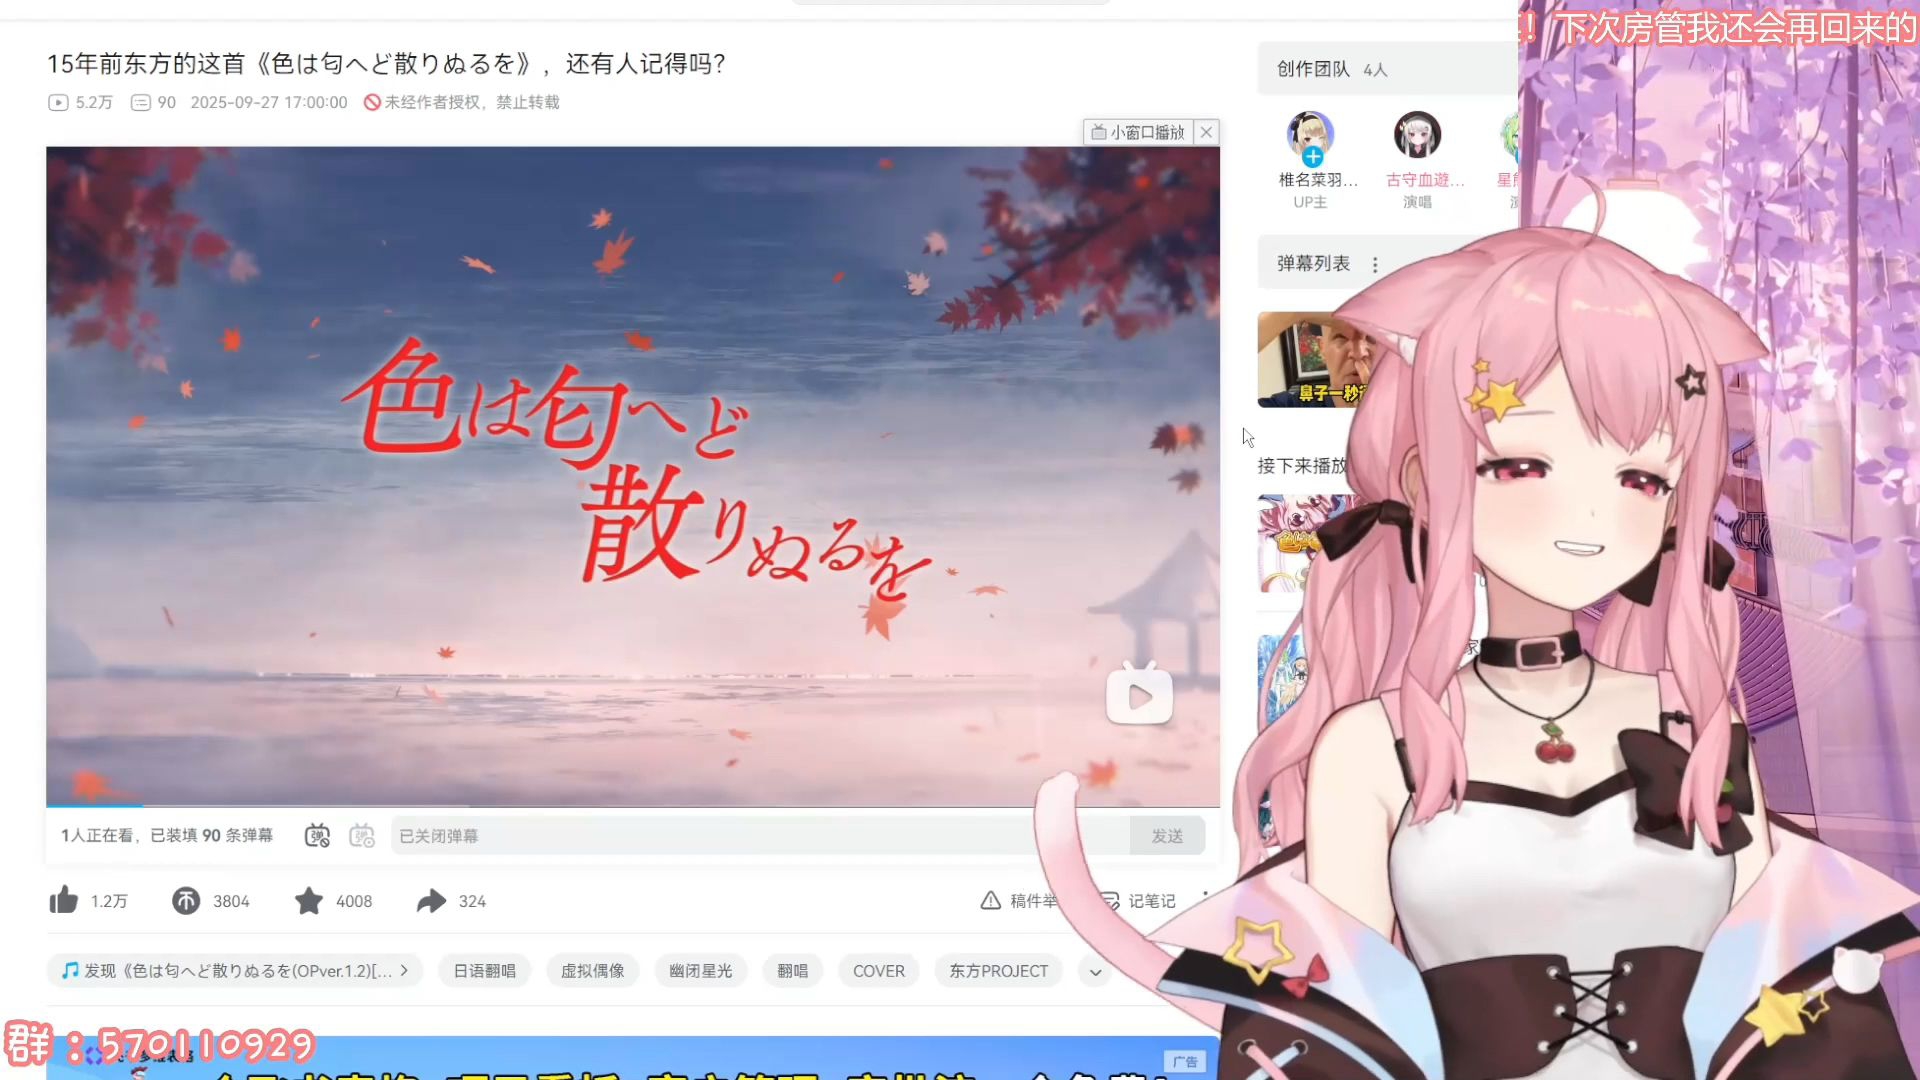 ！下次房管我还会再回来的
15年前东方的这首《色は匂へど散りぬるを》，还有人记得吗？
5.2万 90 2025-09-27 17:00:00 未经作者授权，禁止转载
小窗口播放
色は匂へど
散りぬるを
1人正在看，已装填 90 条弹幕 已关闭弹幕 发送
1.2万 3804 4008 324 稿件举 记笔记
发现《色は匂へど散りぬるを(OPver.1.2)[... 日语翻唱 虚拟偶像 幽闭星光 翻唱 COVER 东方PROJECT
群：570110929
广告
创作团队 4人
椎名菜羽... 古守血遊...
UP主 演唱
弹幕列表
鼻子一秒
接下来播放